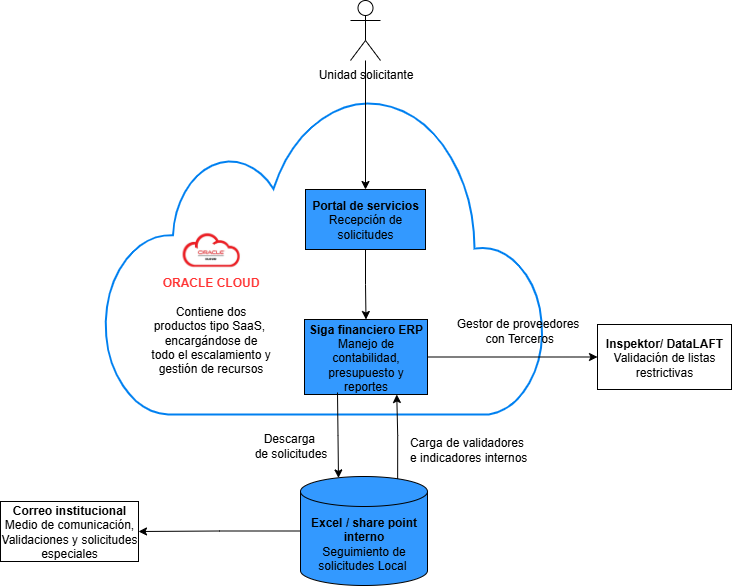 Unidad solicitante
Portal de servicios
Recepción de
solicitudes
ORACLE
ORACLE CLOUD
Contiene dos
productos tipo SaaS,
encargándose de
todo el escalamiento y
gestión de recursos
Siga financiero ERP
Manejo de
contabilidad,
presupuesto y
reportes
Gestor de proveedores
con Terceros
Inspektor/ DataLAFT
Validación de listas
restrictivas
Descarga
de solicitudes
Carga de validadores
e indicadores internos
Correo institucional
Medio de comunicación,
Validaciones y solicitudes
especiales
Excel / share point
interno
Seguimiento de
solicitudes Local